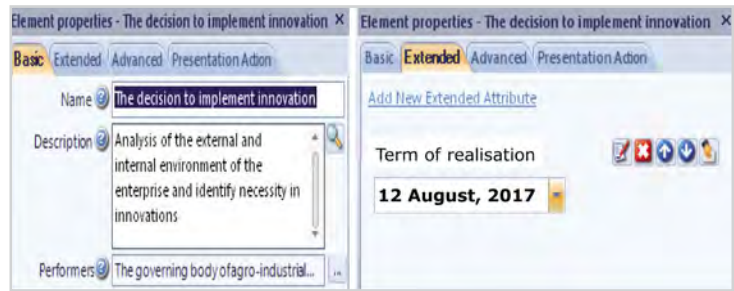 Element properties - The decision to implement innovation ×
Basic Extended Advanced Presentation Action
Name The decision to implement innovation
Description Analysis of the external and
internal environment of the
enterprise and identify necessity in
innovations
Performers The governing body ofagro-industrial... ...
Element properties - The decision to implement innovation ×
Basic Extended Advanced Presentation Action
Add New Extended Attribute
Term of realisation
12 August, 2017